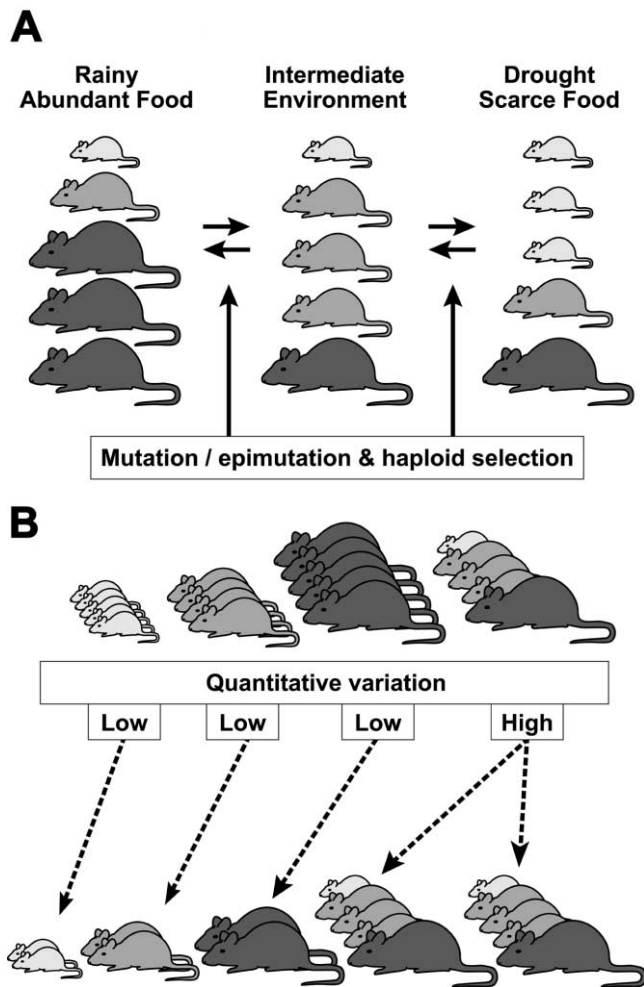 A
Rainy
Abundant Food
Intermediate
Environment
Drought
Scarce Food
Mutation / epimutation & haploid selection
B
Quantitative variation
Low
Low
Low
High